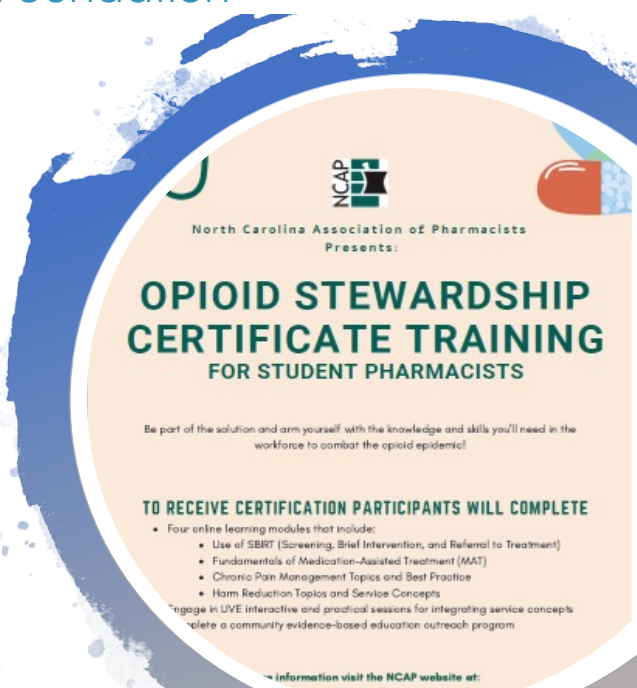 Foundation
NCAP
North Carolina Association of Pharmacists
Presents:
OPIOID STEWARDSHIP
CERTIFICATE TRAINING
FOR STUDENT PHARMACISTS
Be part of the solution and arm yourself with the knowledge and skills you'll need in the
workforce to combat the opioid epidemic!
TO RECEIVE CERTIFICATION PARTICIPANTS WILL COMPLETE
• Four online learning modules that include:
• Use of SBIRT (Screening, Brief Intervention, and Referral to Treatment)
• Fundamentals of Medication-Assisted Treatment (MAT)
• Chronic Pain Management Topics and Best Practice
• Harm Reduction Topics and Service Concepts
Engage in LIVE interactive and practical sessions for integrating service concepts
a community evidence-based education outreach program
information visit the NCAP website at: